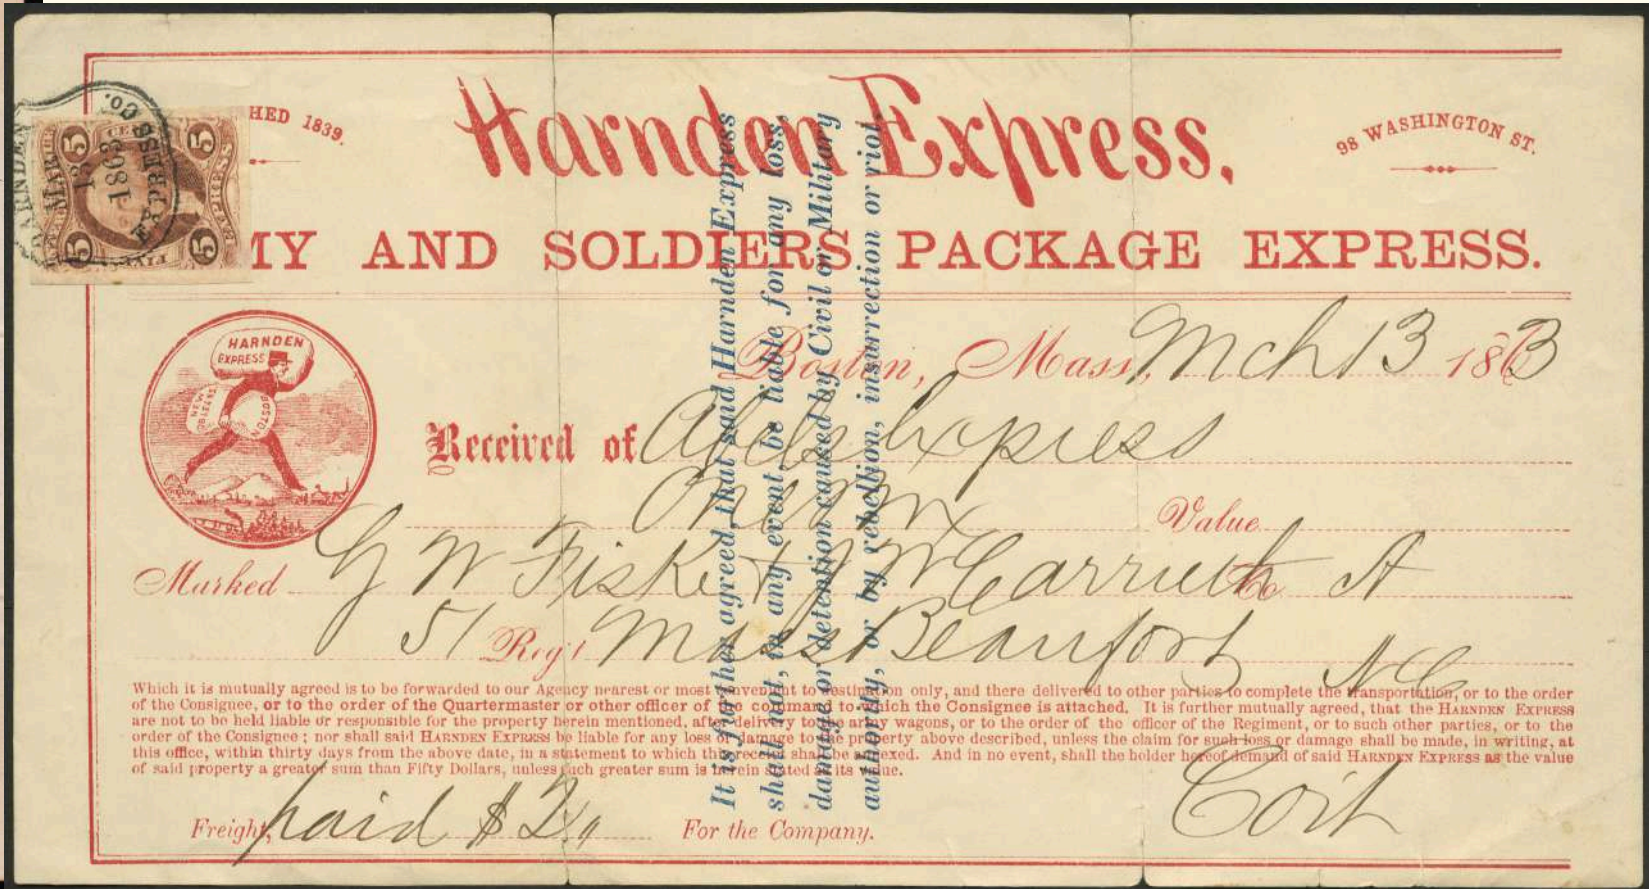 HED 1839.
Harnden Express,
98 WASHINGTON ST.
MY AND SOLDIERS PACKAGE EXPRESS.
HARNDEN EXPRESS CO.
MAR
13
1863
5 5
5 5
HARNDEN
EXPRESS
BOSTON
Boston, Mass, Mch 13 1863
Received of Express
One Box Value
Marked G W Fiske & J W Carruth Co A
51 Reg't Mass Beaufort N C
Which it is mutually agreed is to be forwarded to our Agency nearest or most convenient to destination only, and there delivered to other parties to complete the transportation, or to the order
of the Consignee, or to the order of the Quartermaster or other officer of the command to which the Consignee is attached. It is further mutually agreed, that the HARNDEN EXPRESS
are not to be held liable or responsible for the property herein mentioned, after delivery to the army wagons, or to the order of the officer of the Regiment, or to such other parties, or to the
order of the Consignee; nor shall said HARNDEN EXPRESS be liable for any loss or damage to the property above described, unless the claim for such loss or damage shall be made, in writing, at
this office, within thirty days from the above date, in a statement to which this receipt shall be annexed. And in no event, shall the holder hereof demand of said HARNDEN EXPRESS as the value
of said property a greater sum than Fifty Dollars, unless such greater sum is herein stated as its value.
Freight, paid $2 For the Company. Coit
It is further agreed, that said Harnden Express
shall not, in any event, be liable for any loss,
damage or detention caused by Civil or Military
authority, or by rebellion, insurrection or riot.